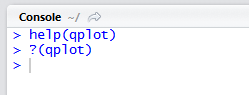 Console ~/
> help(qplot)
> ?(qplot)
>